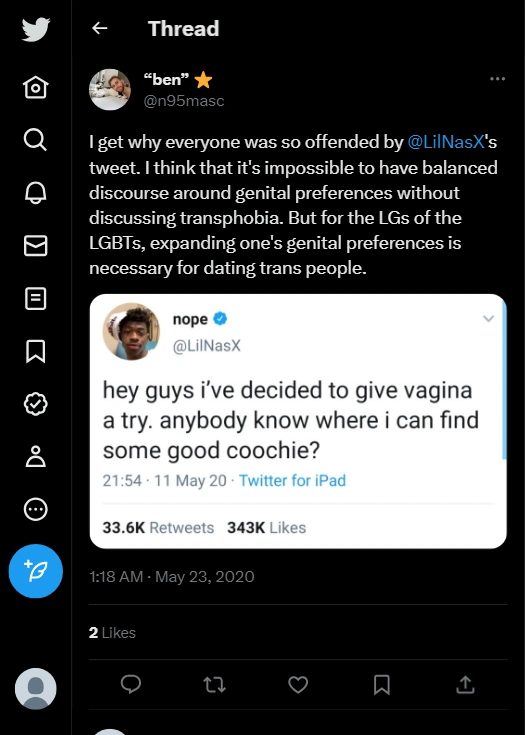 Thread
“ben” ⭐
@n95masc
I get why everyone was so offended by @LilNasX's
tweet. I think that it's impossible to have balanced
discourse around genital preferences without
discussing transphobia. But for the LGs of the
LGBTs, expanding one's genital preferences is
necessary for dating trans people.
nope
@LilNasX
hey guys i’ve decided to give vagina
a try. anybody know where i can find
some good coochie?
21:54 · 11 May 20 · Twitter for iPad
33.6K Retweets 343K Likes
1:18 AM · May 23, 2020
2 Likes